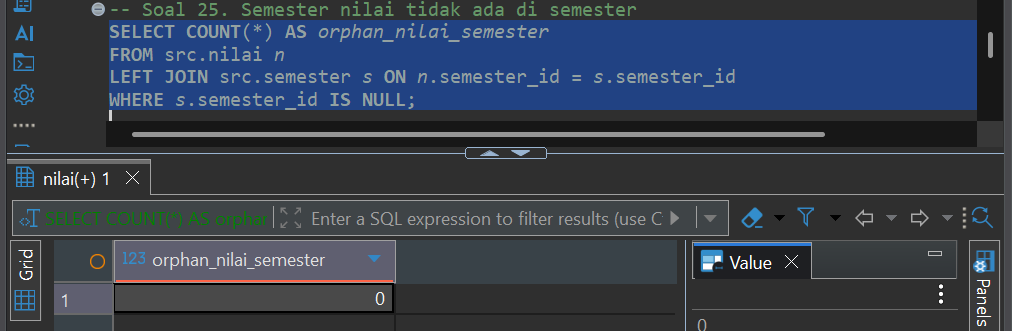 -- Soal 25. Semester nilai tidak ada di semester
SELECT COUNT(*) AS orphan_nilai_semester
FROM src.nilai n
LEFT JOIN src.semester s ON n.semester_id = s.semester_id
WHERE s.semester_id IS NULL;
AI
nilai(+) 1
SELECT COUNT(*) AS orphar
Enter a SQL expression to filter results (use C
Grid
123 orphan_nilai_semester
Value
Panels
1
0
0